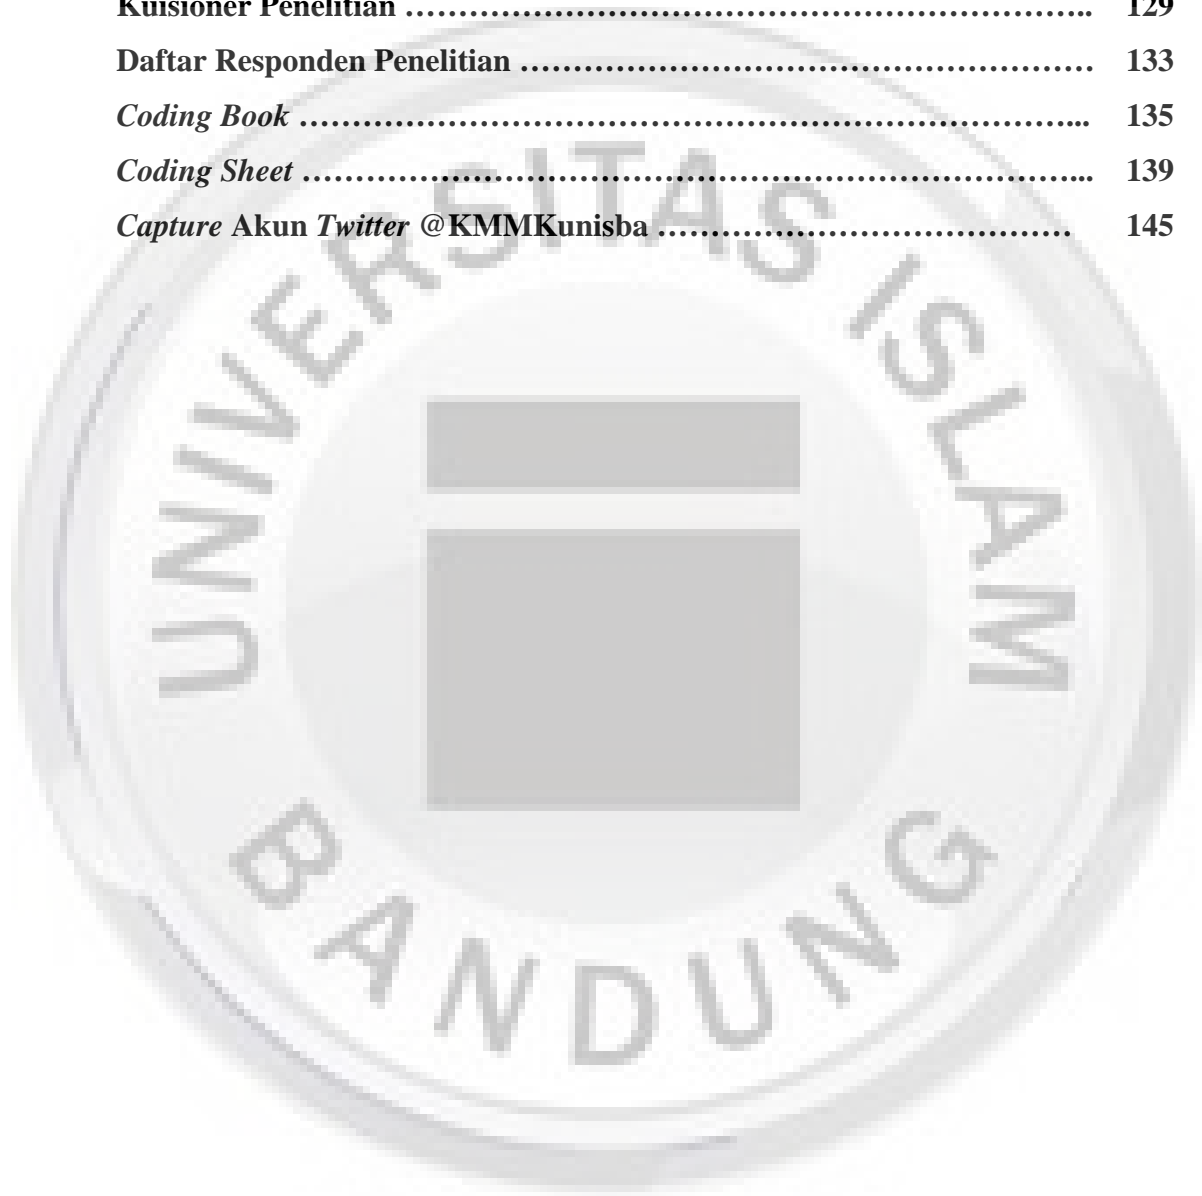 Kuisioner Penelitian ……………………………………………………………….. 129
Daftar Responden Penelitian ……………………………………………………… 133
Coding Book ………………………………………………………………………... 135
Coding Sheet ………………………………………………………………………... 139
Capture Akun Twitter @KMMKunisba …………………………………… 145
UNIVERSITAS ISLAM
BANDUNG